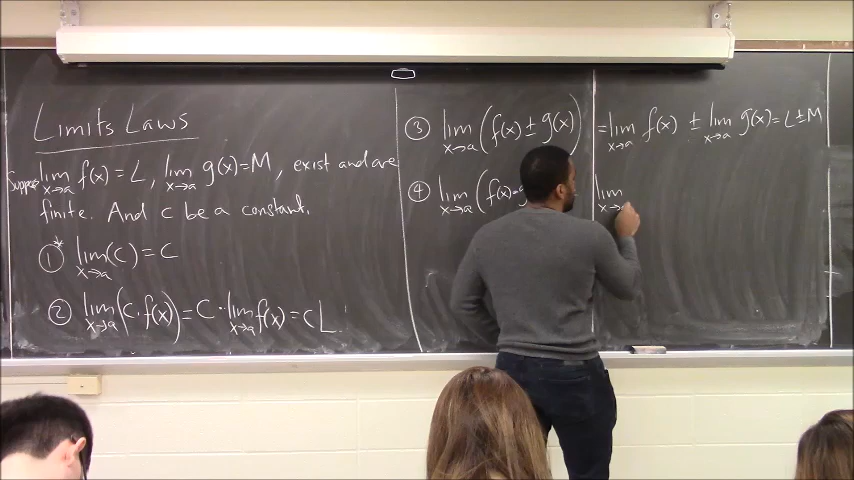 Limits Laws
Suppose lim x→a f(x) = L, lim x→a g(x) = M, exist and are
finite. And c be a constant.
①* lim x→a (c) = c
② lim x→a (c · f(x)) = c · lim x→a f(x) = cL.
③ lim x→a (f(x) ± g(x)) = lim x→a f(x) ± lim x→a g(x) = L ± M
④ lim x→a (f(x) · g lim x→a